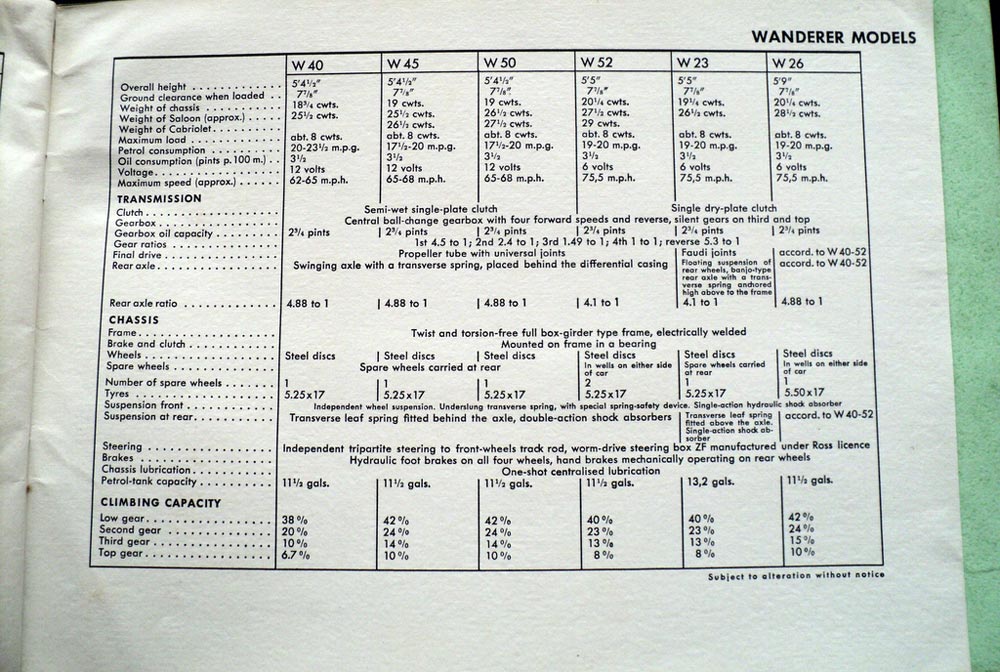 WANDERER MODELS
W 40 W 45 W 50 W 52 W 23 W 26
Overall height 5'4½" 5'4½" 5'4½" 5'5" 5'5" 5'9"
Ground clearance when loaded 7⅞" 7⅞" 7⅞" 7⅞" 7⅞" 7⅞"
Weight of chassis 18¾ cwts. 19 cwts. 19 cwts. 20¼ cwts. 19¼ cwts. 20¼ cwts.
Weight of Saloon (approx.) 25½ cwts. 25½ cwts. 26½ cwts. 27½ cwts. 26½ cwts. 28½ cwts.
Weight of Cabriolet 26½ cwts. 27½ cwts. 29 cwts.
Maximum load abt. 8 cwts. abt. 8 cwts. abt. 8 cwts. abt. 8 cwts. abt. 8 cwts. abt. 8 cwts.
Petrol consumption 20-23½ m.p.g. 17½-20 m.p.g. 17½-20 m.p.g. 19-20 m.p.g. 19-20 m.p.g. 19-20 m.p.g.
Oil consumption (pints p. 100 m.) 3½ 3½ 3½ 3½ 3½ 3½
Voltage 12 volts 12 volts 12 volts 6 volts 6 volts 6 volts
Maximum speed (approx.) 62-65 m.p.h. 65-68 m.p.h. 65-68 m.p.h. 75,5 m.p.h. 75,5 m.p.h. 75,5 m.p.h.
TRANSMISSION
Clutch Semi-wet single-plate clutch Single dry-plate clutch
Gearbox Central ball-change gearbox with four forward speeds and reverse, silent gears on third and top
Gearbox oil capacity 2¾ pints 2¾ pints 2¾ pints 2¾ pints 2¾ pints 2¾ pints
Gear ratios 1st 4.5 to 1; 2nd 2.4 to 1; 3rd 1.49 to 1; 4th 1 to 1; reverse 5.3 to 1
Final drive Propeller tube with universal joints Faudi joints accord. to W 40-52
Rear axle Swinging axle with a transverse spring, placed behind the differential casing Floating suspension of accord. to W 40-52
rear wheels, banjo-type
rear axle with a trans-
verse spring anchored
high above to the frame
Rear axle ratio 4.88 to 1 4.88 to 1 4.88 to 1 4.1 to 1 4.1 to 1 4.88 to 1
CHASSIS
Frame Twist and torsion-free full box-girder type frame, electrically welded
Brake and clutch Mounted on frame in a bearing
Wheels Steel discs Steel discs Steel discs Steel discs Steel discs Steel discs
Spare wheels Spare wheels carried at rear In wells on either side Spare wheels carried In wells on either side
of car at rear of car
Number of spare wheels 1 1 1 2 1 1
Tyres 5.25x17 5.25x17 5.25x17 5.25x17 5.25x17 5.50x17
Suspension front Independent wheel suspension. Underslung transverse spring, with special spring-safety device. Single-action hydraulic shock absorber
Suspension at rear Transverse leaf spring fitted behind the axle, double-action shock absorbers Transverse leaf spring accord. to W 40-52
fitted above the axle.
Single-action shock ab-
sorber
Steering Independent tripartite steering to front-wheels track rod, worm-drive steering box ZF manufactured under Ross licence
Brakes Hydraulic foot brakes on all four wheels, hand brakes mechanically operating on rear wheels
Chassis lubrication One-shot centralised lubrication
Petrol-tank capacity 11½ gals. 11½ gals. 11½ gals. 11½ gals. 13,2 gals. 11½ gals.
CLIMBING CAPACITY
Low gear 38 % 42 % 42 % 40 % 40 % 42 %
Second gear 20 % 24 % 24 % 23 % 23 % 24 %
Third gear 10 % 14 % 14 % 13 % 13 % 15 %
Top gear 6.7 % 10 % 10 % 8 % 8 % 10 %
Subject to alteration without notice